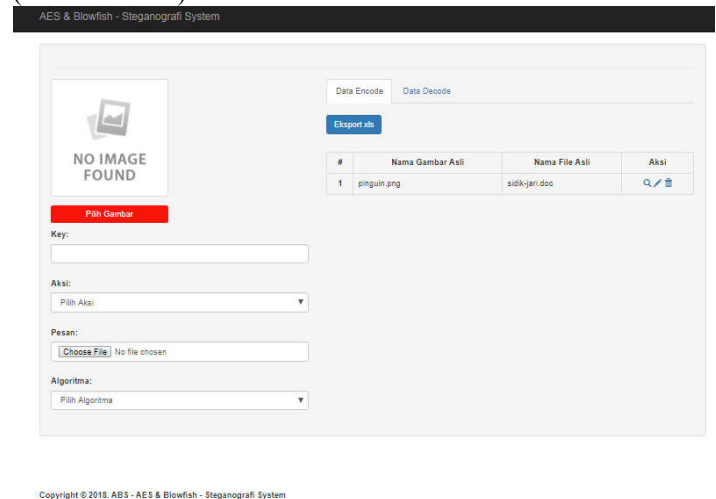 AES & Blowfish - Steganografi System
NO IMAGE
FOUND
Pilih Gambar
Key:
Aksi:
Pilih Aksi
Pesan:
Choose File No file chosen
Algoritma:
Pilih Algoritma
Data Encode Data Decode
Eksport xls
# Nama Gambar Asli Nama File Asli Aksi
1 pinguin.png sidik-jari.doc
Copyright © 2018. ABS - AES & Blowfish - Steganografi System